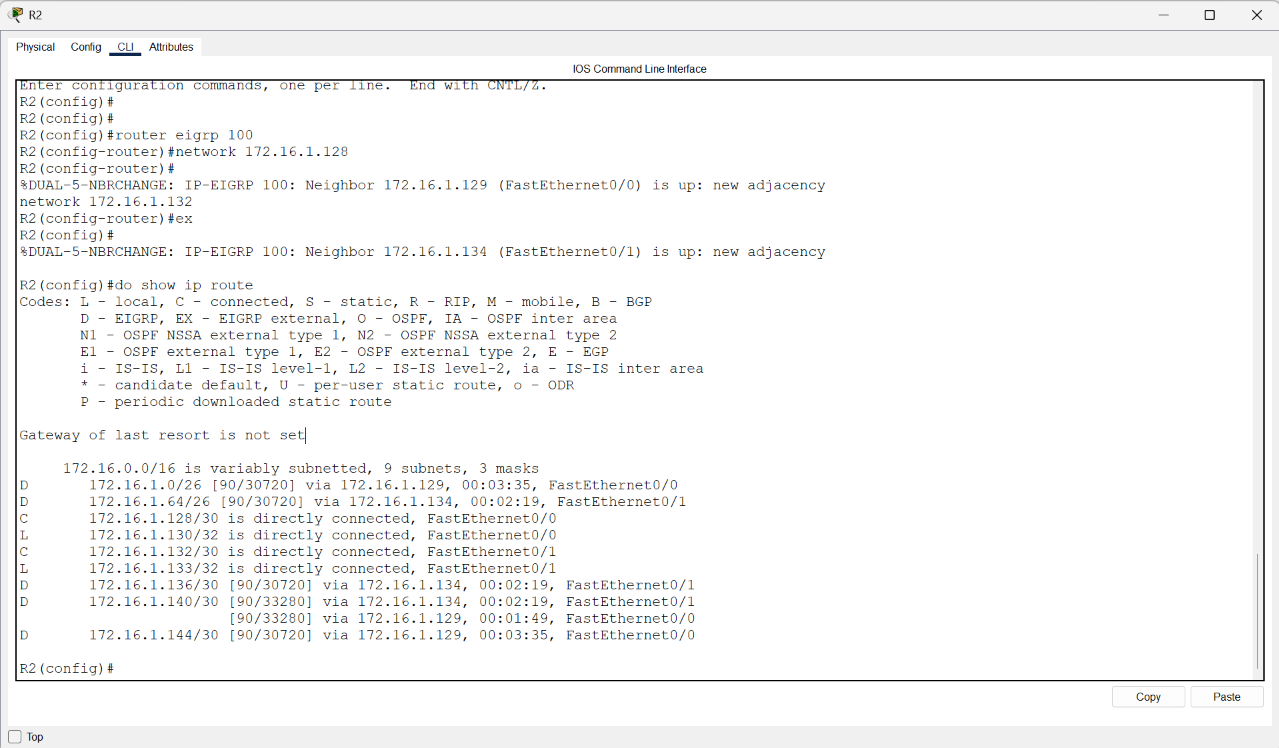 R2
Physical Config CLI Attributes
IOS Command Line Interface
Enter configuration commands, one per line.  End with CNTL/Z.
R2(config)#
R2(config)#
R2(config)#router eigrp 100
R2(config-router)#network 172.16.1.128
R2(config-router)#
%DUAL-5-NBRCHANGE: IP-EIGRP 100: Neighbor 172.16.1.129 (FastEthernet0/0) is up: new adjacency
network 172.16.1.132
R2(config-router)#ex
R2(config)#
%DUAL-5-NBRCHANGE: IP-EIGRP 100: Neighbor 172.16.1.134 (FastEthernet0/1) is up: new adjacency
R2(config)#do show ip route
Codes: L - local, C - connected, S - static, R - RIP, M - mobile, B - BGP
       D - EIGRP, EX - EIGRP external, O - OSPF, IA - OSPF inter area
       N1 - OSPF NSSA external type 1, N2 - OSPF NSSA external type 2
       E1 - OSPF external type 1, E2 - OSPF external type 2, E - EGP
       i - IS-IS, L1 - IS-IS level-1, L2 - IS-IS level-2, ia - IS-IS inter area
       * - candidate default, U - per-user static route, o - ODR
       P - periodic downloaded static route
Gateway of last resort is not set
     172.16.0.0/16 is variably subnetted, 9 subnets, 3 masks
D       172.16.1.0/26 [90/30720] via 172.16.1.129, 00:03:35, FastEthernet0/0
D       172.16.1.64/26 [90/30720] via 172.16.1.134, 00:02:19, FastEthernet0/1
C       172.16.1.128/30 is directly connected, FastEthernet0/0
L       172.16.1.130/32 is directly connected, FastEthernet0/0
C       172.16.1.132/30 is directly connected, FastEthernet0/1
L       172.16.1.133/32 is directly connected, FastEthernet0/1
D       172.16.1.136/30 [90/30720] via 172.16.1.134, 00:02:19, FastEthernet0/1
D       172.16.1.140/30 [90/33280] via 172.16.1.134, 00:02:19, FastEthernet0/1
                        [90/33280] via 172.16.1.129, 00:01:49, FastEthernet0/0
D       172.16.1.144/30 [90/30720] via 172.16.1.129, 00:03:35, FastEthernet0/0
R2(config)#
Copy Paste
Top